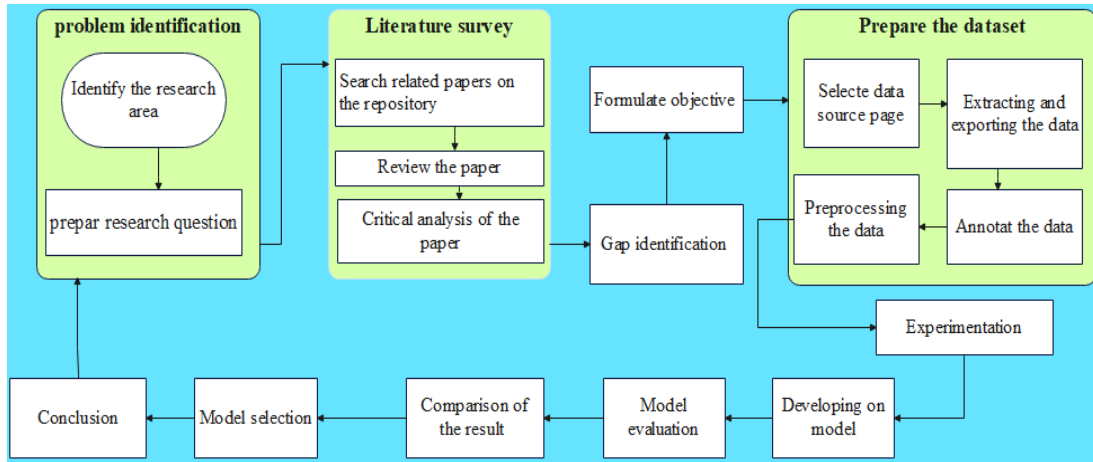 problem identification
Identify the research
area
prepar research question
Literature survey
Search related papers on
the repository
Review the paper
Critical analysis of the
paper
Formulate objective
Gap identification
Prepare the dataset
Selecte data
source page
Extracting and
exporting the data
Preprocessing
the data
Annotat the data
Experimentation
Conclusion
Model selection
Comparison of
the result
Model
evaluation
Developing on
model